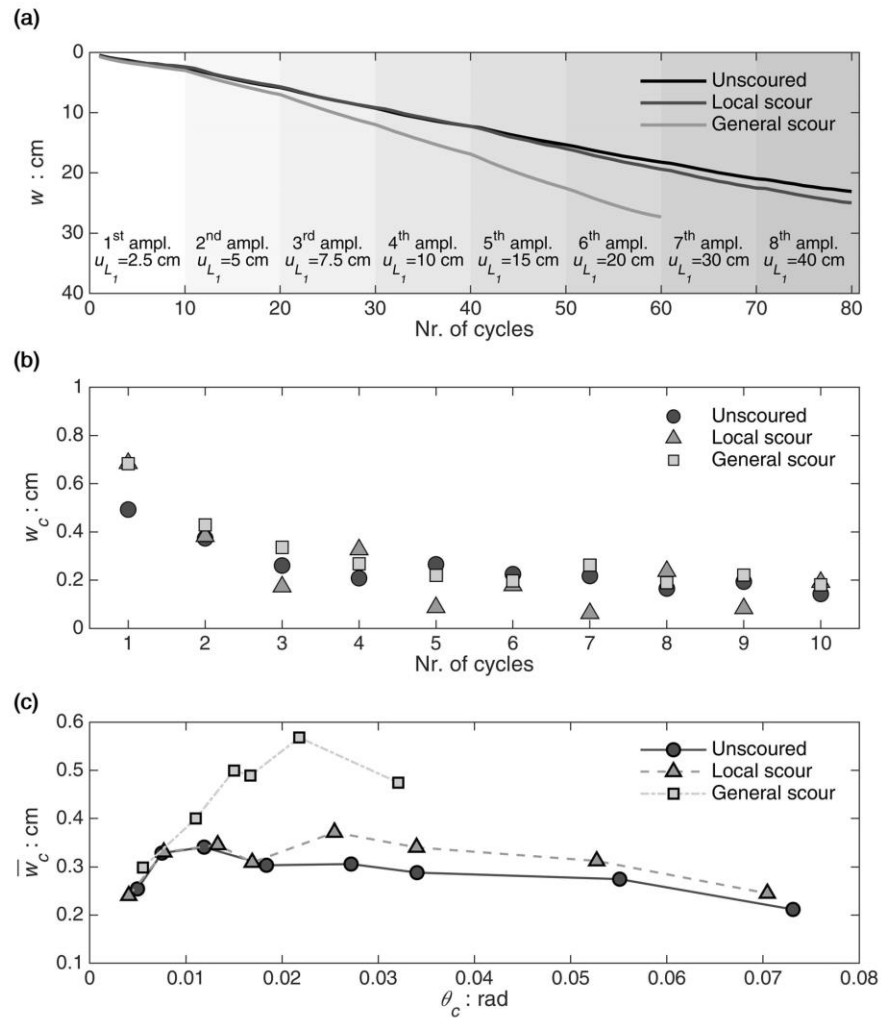 (a)
0
10
20
30
40
w : cm
Unscoured
Local scour
General scour
1st ampl.
uL1=2.5 cm
2nd ampl.
uL1=5 cm
3rd ampl.
uL1=7.5 cm
4th ampl.
uL1=10 cm
5th ampl.
uL1=15 cm
6th ampl.
uL1=20 cm
7th ampl.
uL1=30 cm
8th ampl.
uL1=40 cm
0 10 20 30 40 50 60 70 80
Nr. of cycles
(b)
1
0.8
0.6
0.4
0.2
0
wc : cm
Unscoured
Local scour
General scour
1 2 3 4 5 6 7 8 9 10
Nr. of cycles
(c)
0.6
0.5
0.4
0.3
0.2
0.1
w̅c : cm
Unscoured
Local scour
General scour
0 0.01 0.02 0.03 0.04 0.05 0.06 0.07 0.08
θc : rad